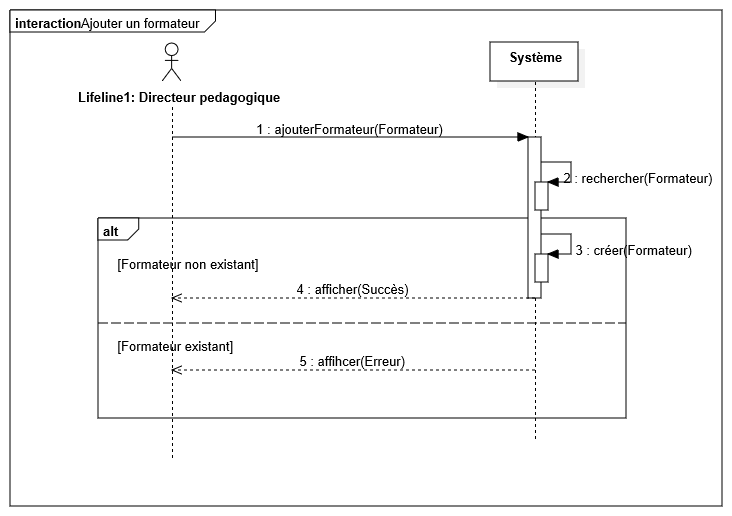 interactionAjouter un formateur
Système
Lifeline1: Directeur pedagogique
1 : ajouterFormateur(Formateur)
2 : rechercher(Formateur)
alt
3 : créer(Formateur)
[Formateur non existant]
4 : afficher(Succès)
[Formateur existant]
5 : affihcer(Erreur)